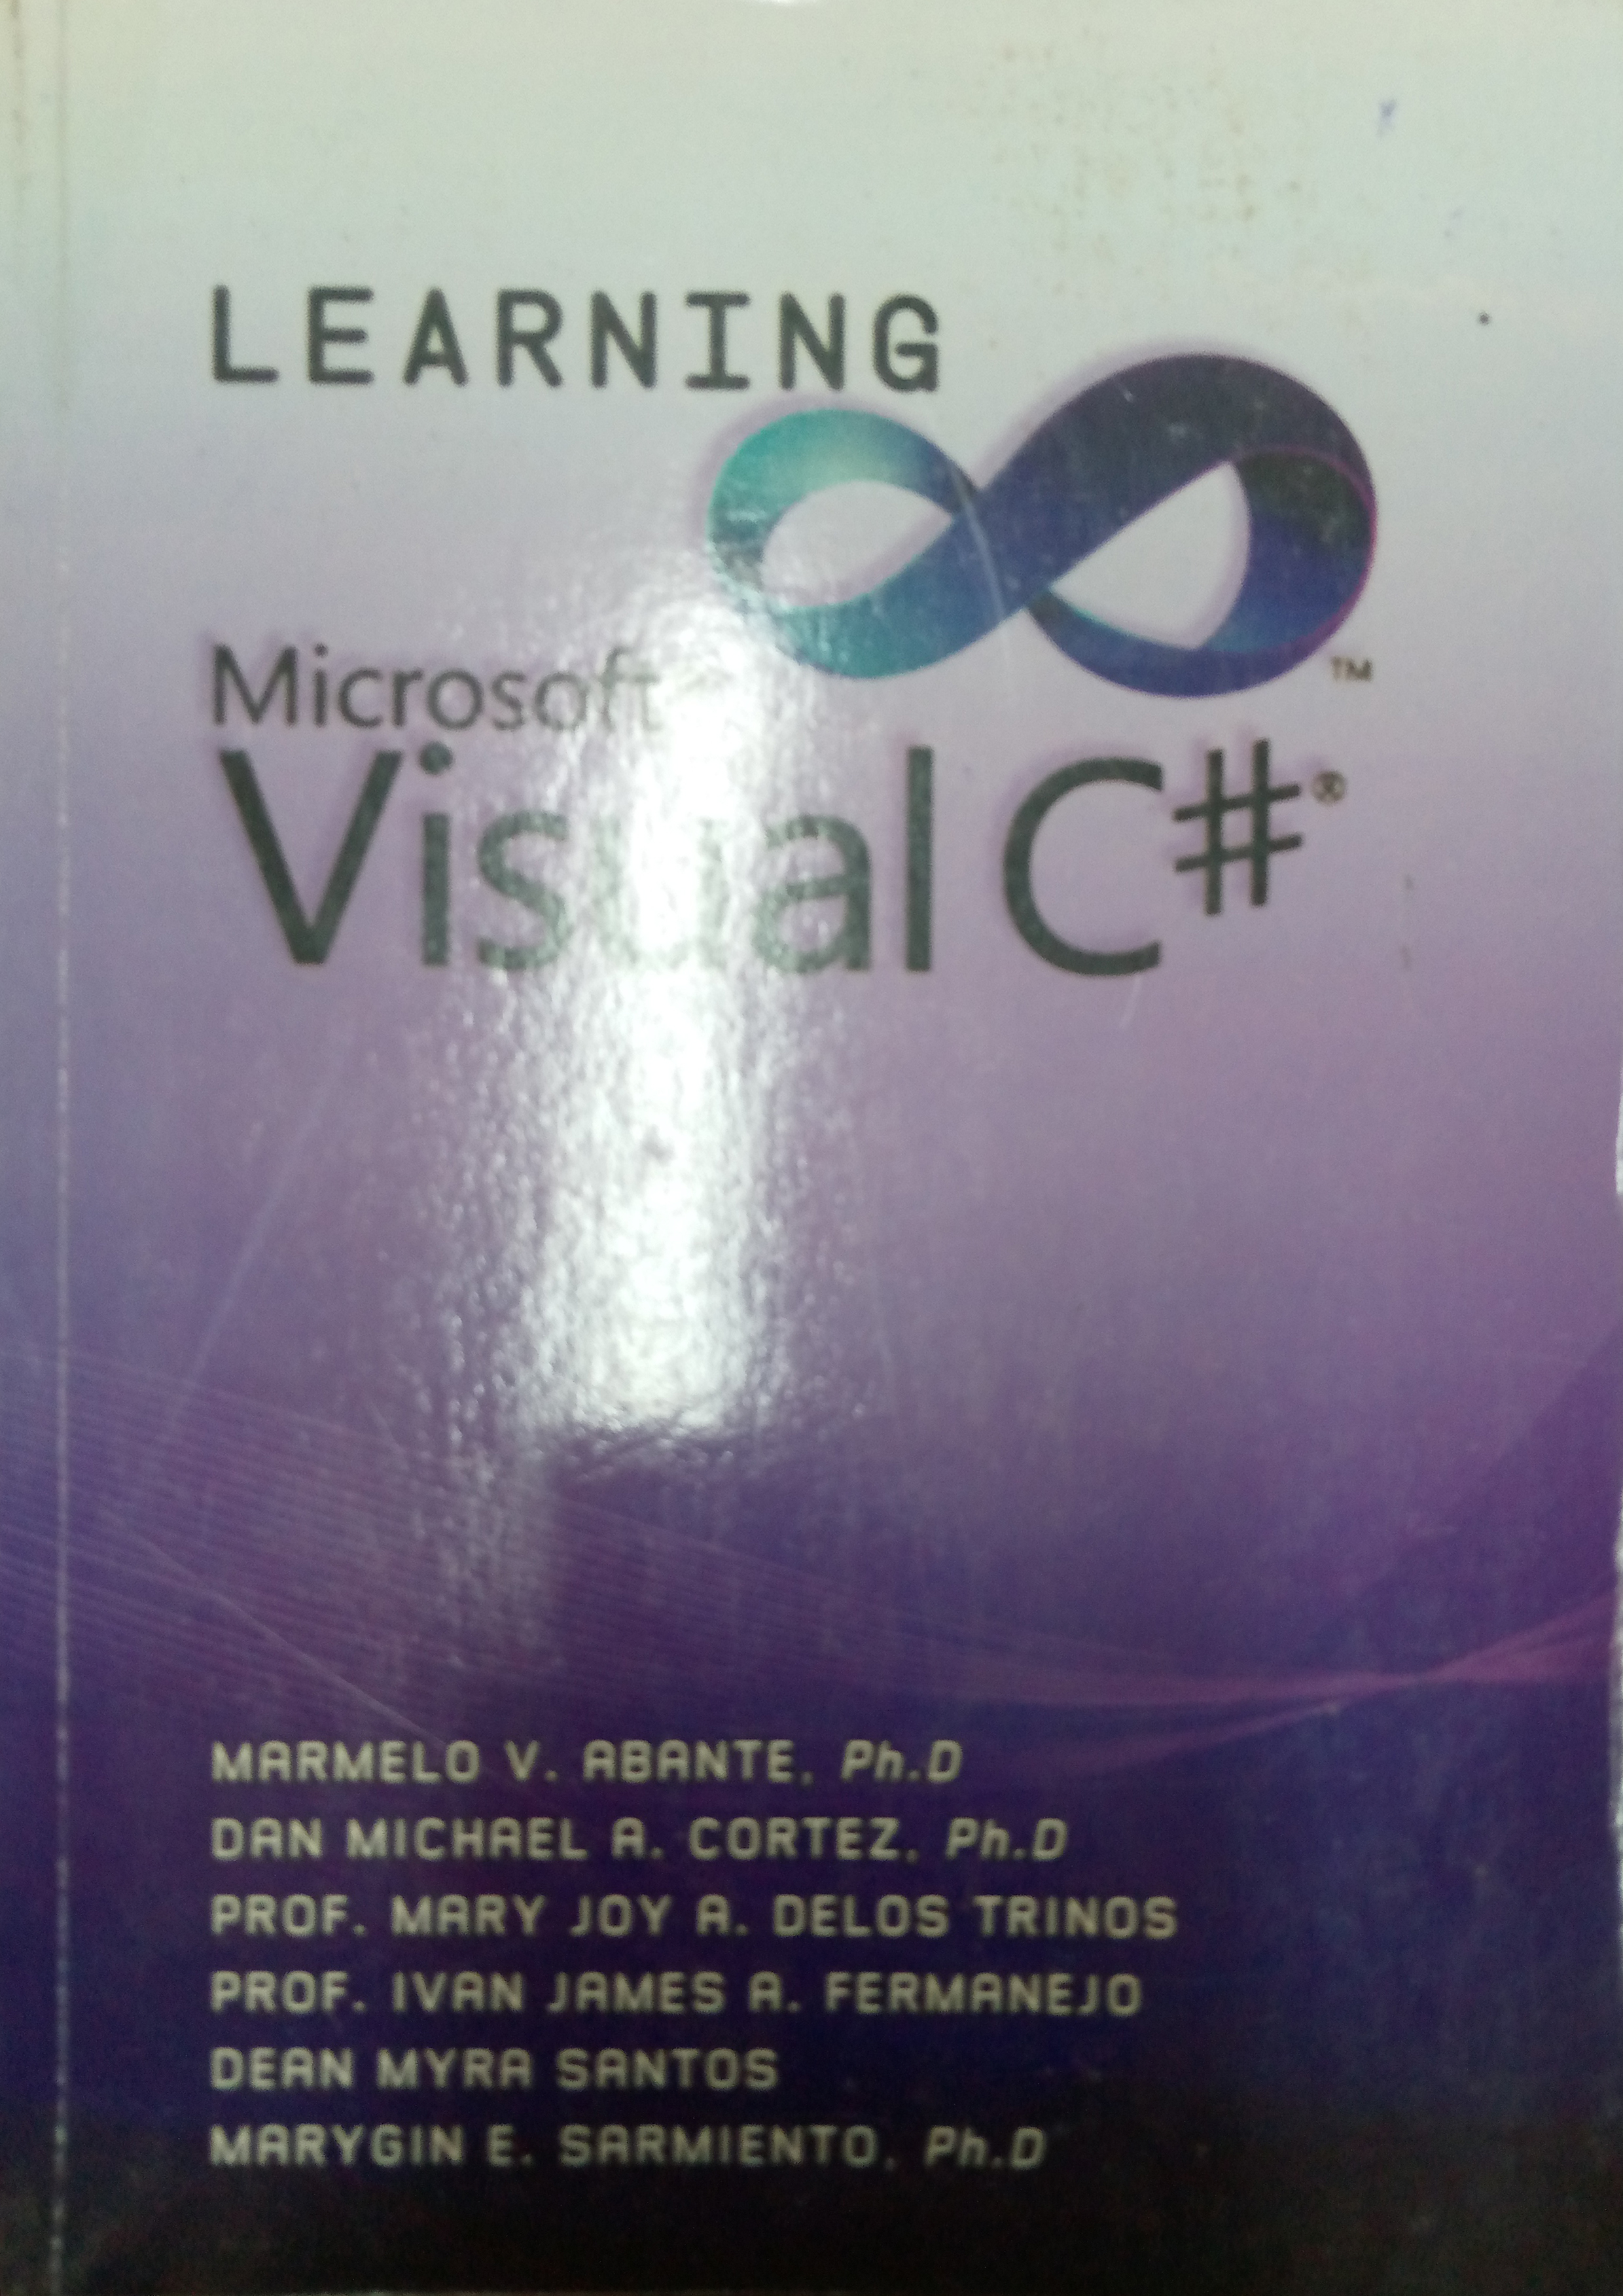 LEARNING
TM
Microsoft
Visual C#®
MARMELO V. ABANTE, Ph.D
DAN MICHAEL A. CORTEZ, Ph.D
PROF. MARY JOY A. DELOS TRINOS
PROF. IVAN JAMES A. FERMANEJO
DEAN MYRA SANTOS
MARYGIN E. SARMIENTO, Ph.D